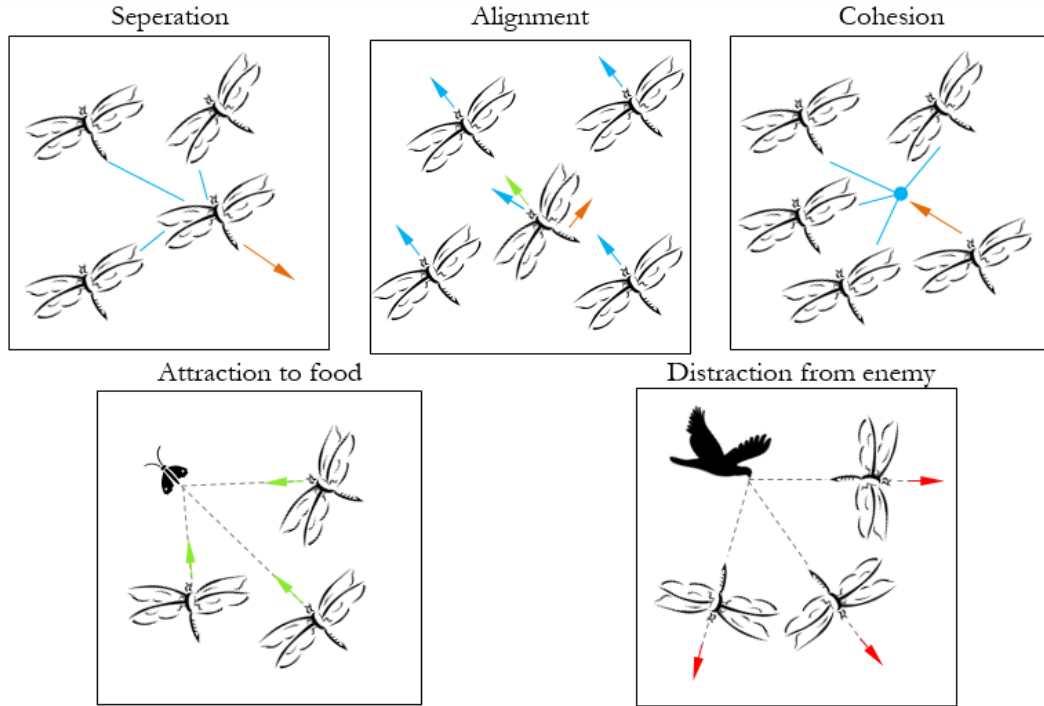 Seperation
Alignment
Cohesion
Attraction to food
Distraction from enemy